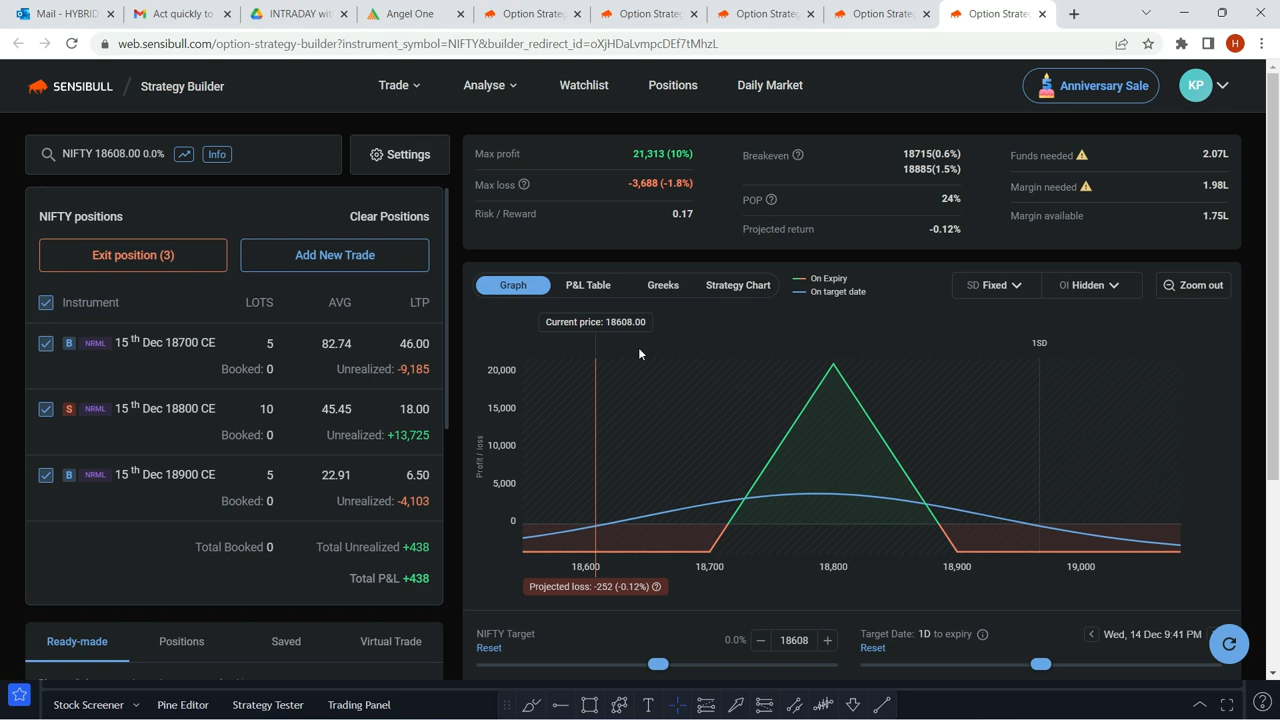 Mail - HYBRID
Act quickly to
INTRADAY wit
Angel One
Option Strate
Option Strate
Option Strate
Option Strate
Option Strate
web.sensibull.com/option-strategy-builder?instrument_symbol=NIFTY&builder_redirect_id=oXjHDaLvmpcDEf7tMhzL
H
SENSIBULL / Strategy Builder
Trade
Analyse
Watchlist
Positions
Daily Market
5 Anniversary Sale
KP
NIFTY 18608.00 0.0%
Info
Settings
NIFTY positions
Clear Positions
Exit position (3)
Add New Trade
Instrument LOTS AVG LTP
B NRML 15th Dec 18700 CE 5 82.74 46.00
Booked: 0 Unrealized: -9,185
S NRML 15th Dec 18800 CE 10 45.45 18.00
Booked: 0 Unrealized: +13,725
B NRML 15th Dec 18900 CE 5 22.91 6.50
Booked: 0 Unrealized: -4,103
Total Booked 0 Total Unrealized +438
Total P&L +438
Ready-made
Positions
Saved
Virtual Trade
Max profit 21,313 (10%)
Max loss -3,688 (-1.8%)
Risk / Reward 0.17
Breakeven 18715(0.6%)
18885(1.5%)
POP 24%
Projected return -0.12%
Funds needed 2.07L
Margin needed 1.98L
Margin available 1.75L
Graph
P&L Table
Greeks
Strategy Chart
On Expiry
On target date
SD Fixed
OI Hidden
Zoom out
Current price: 18608.00
1SD
20,000
15,000
10,000
5,000
0
Profit / loss
18,600 18,700 18,800 18,900 19,000
Projected loss: -252 (-0.12%)
NIFTY Target
Reset
0.0% − 18608 +
Target Date: 1D to expiry
Reset
Wed, 14 Dec 9:41 PM
Stock Screener
Pine Editor
Strategy Tester
Trading Panel
T